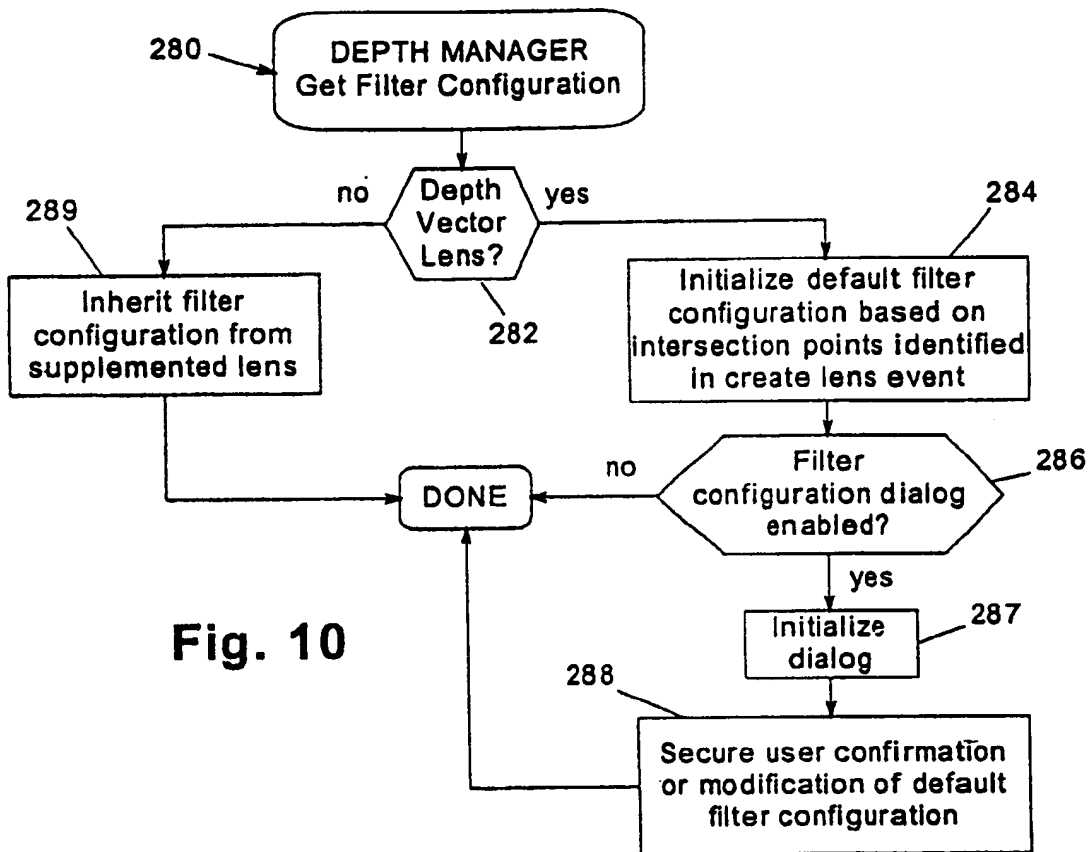 280
DEPTH MANAGER
Get Filter Configuration
no
Depth
Vector
Lens?
yes
282
289
Inherit filter
configuration from
supplemented lens
284
Initialize default filter
configuration based on
intersection points identified
in create lens event
DONE
no
Filter
configuration dialog
enabled?
286
yes
Fig. 10
Initialize
dialog
287
288
Secure user confirmation
or modification of default
filter configuration